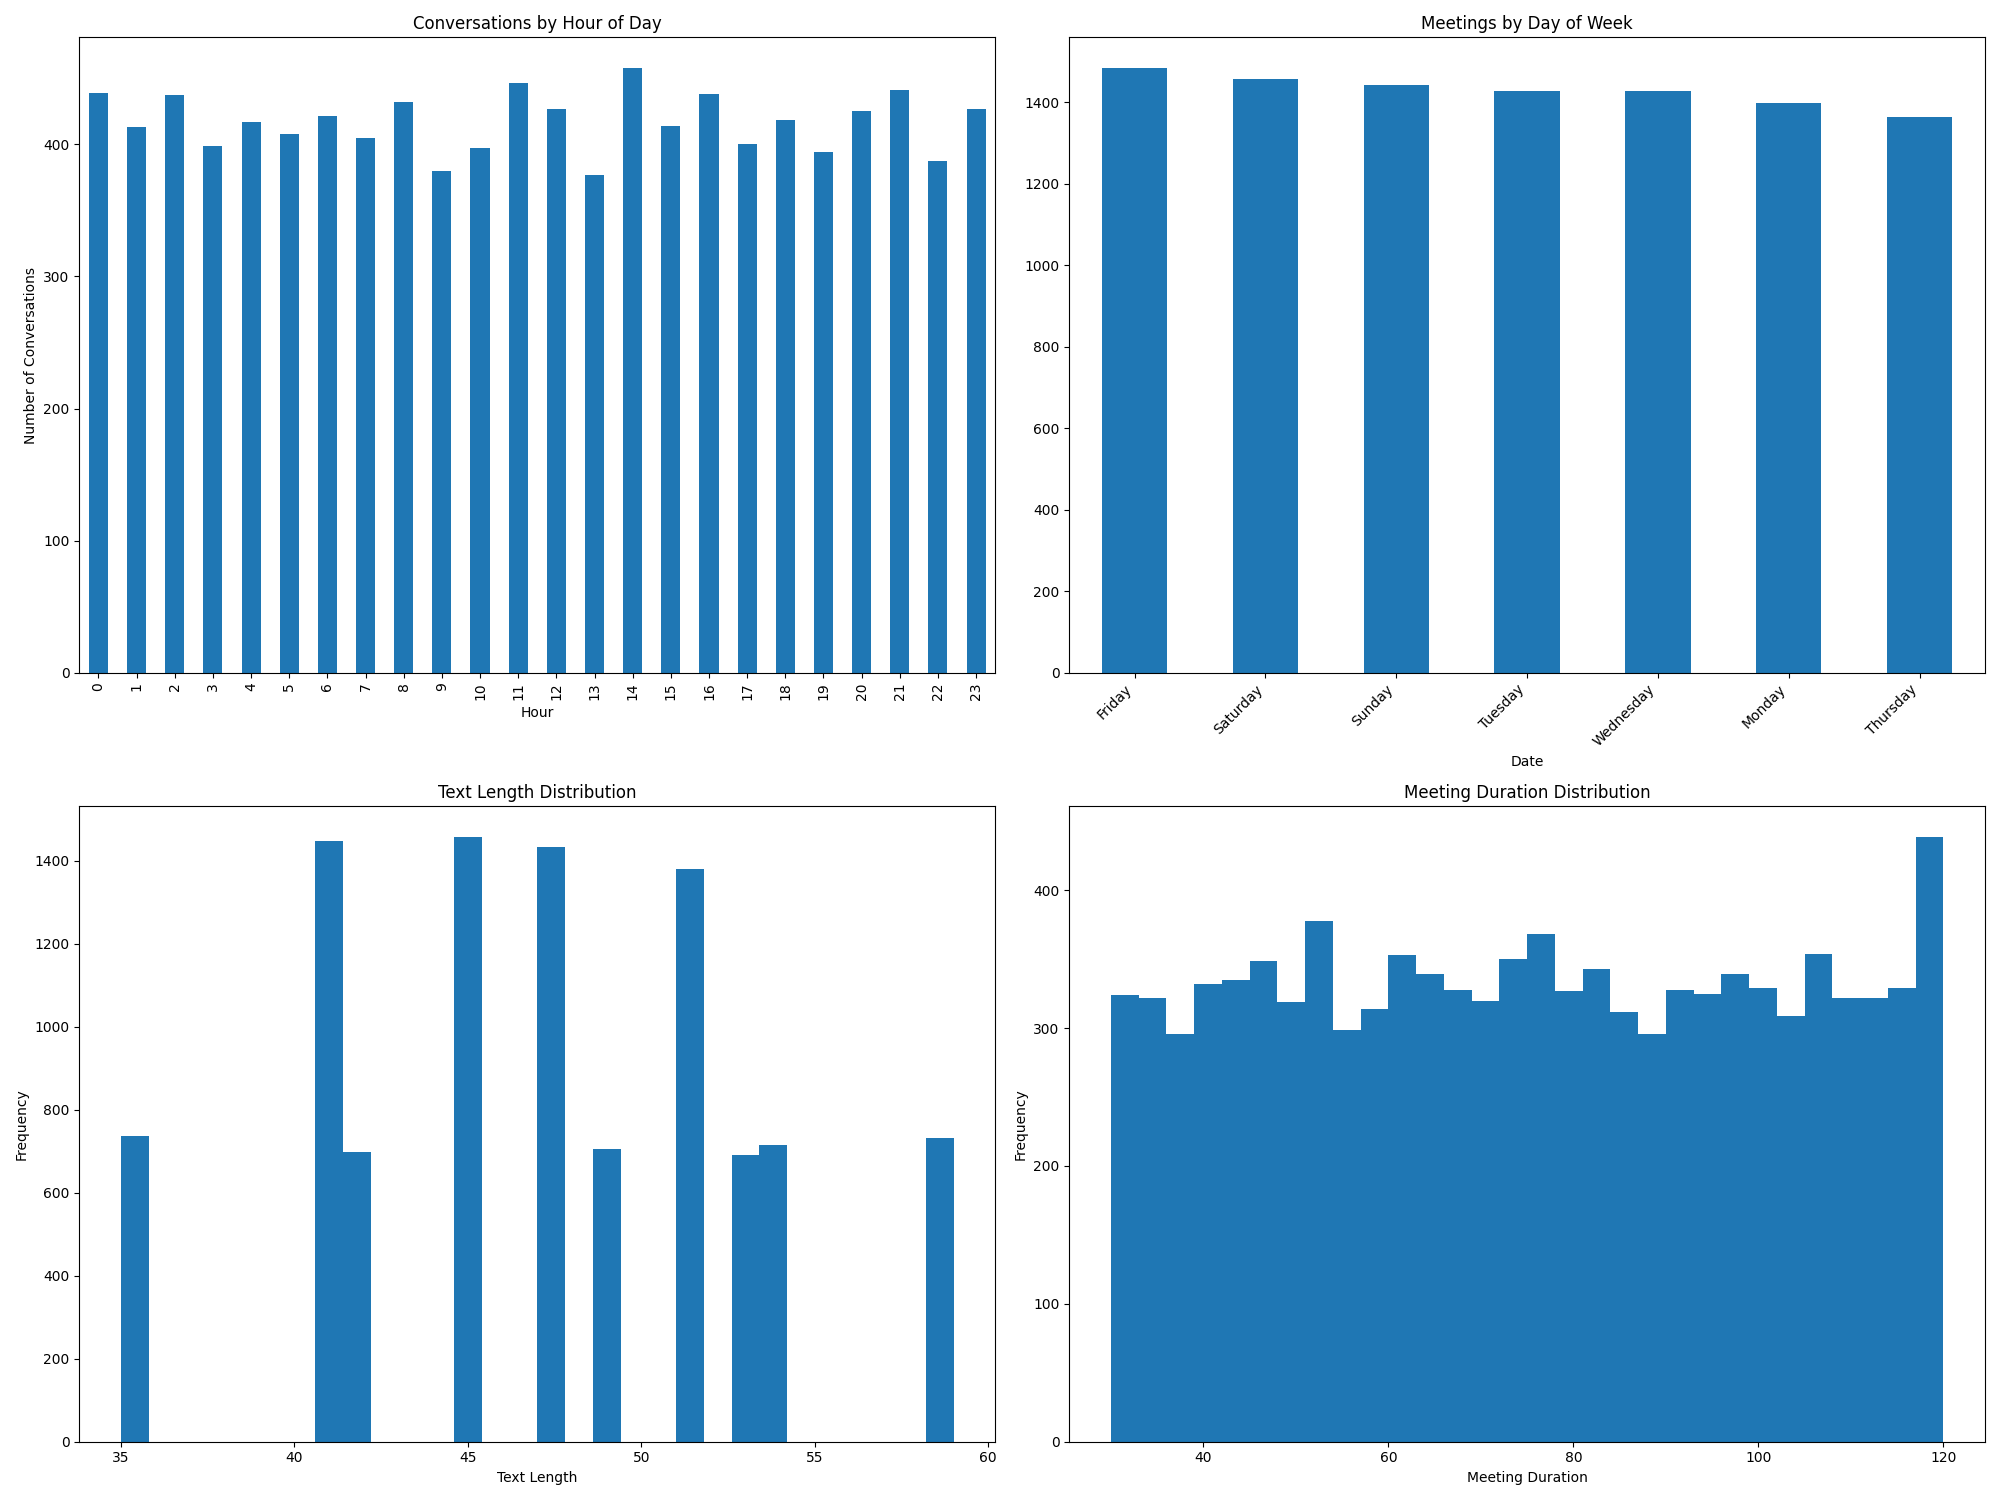 Conversations by Hour of Day
Number of Conversations
400
300
200
100
0
0 1 2 3 4 5 6 7 8 9 10 11 12 13 14 15 16 17 18 19 20 21 22 23
Hour
Meetings by Day of Week
1400
1200
1000
800
600
400
200
0
Friday Saturday Sunday Tuesday Wednesday Monday Thursday
Date
Text Length Distribution
Frequency
1400
1200
1000
800
600
400
200
0
35 40 45 50 55 60
Text Length
Meeting Duration Distribution
Frequency
400
300
200
100
0
40 60 80 100 120
Meeting Duration